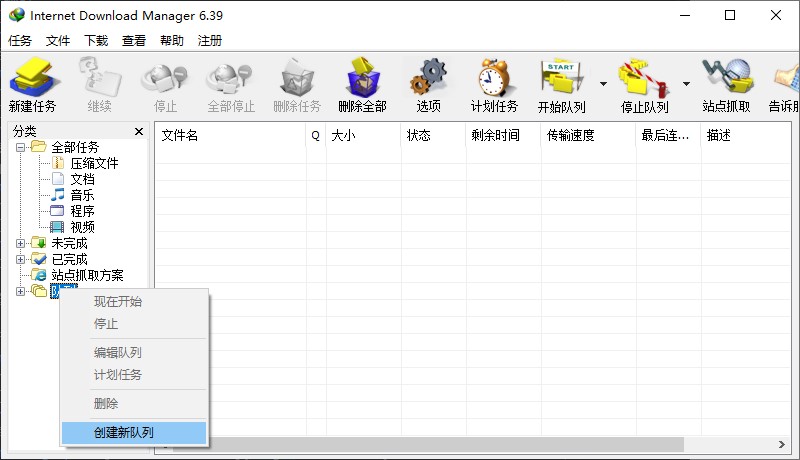 Internet Download Manager 6.39
任务 文件 下载 查看 帮助 注册
新建任务 继续 停止 全部停止 删除任务 删除全部 选项 计划任务 START 开始队列 停止队列 站点抓取 告诉
分类
文件名 Q 大小 状态 剩余时间 传输速度 最后连... 描述
全部任务
压缩文件
文档
音乐
程序
视频
未完成
已完成
站点抓取方案
现在开始
停止
编辑队列
计划任务
删除
创建新队列